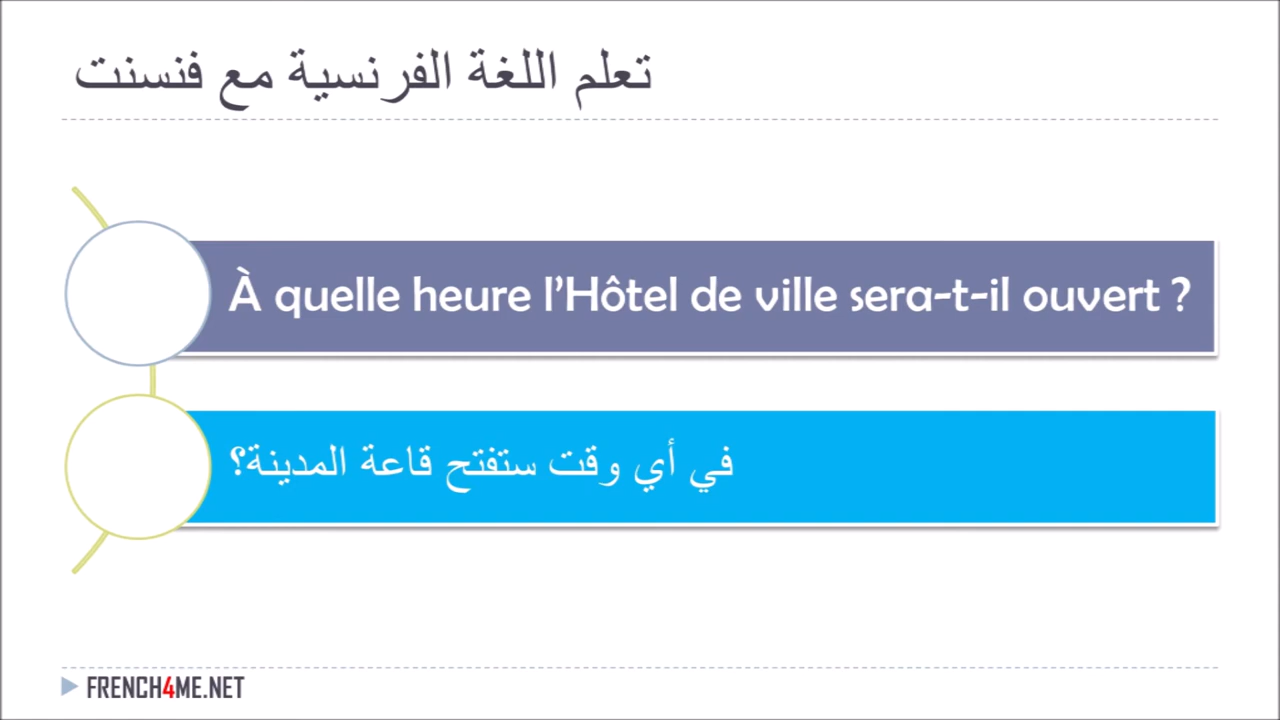 تعلم اللغة الفرنسية مع فنسنت
À quelle heure l’Hôtel de ville sera-t-il ouvert ?
في أي وقت ستفتح قاعة المدينة؟
FRENCH4ME.NET